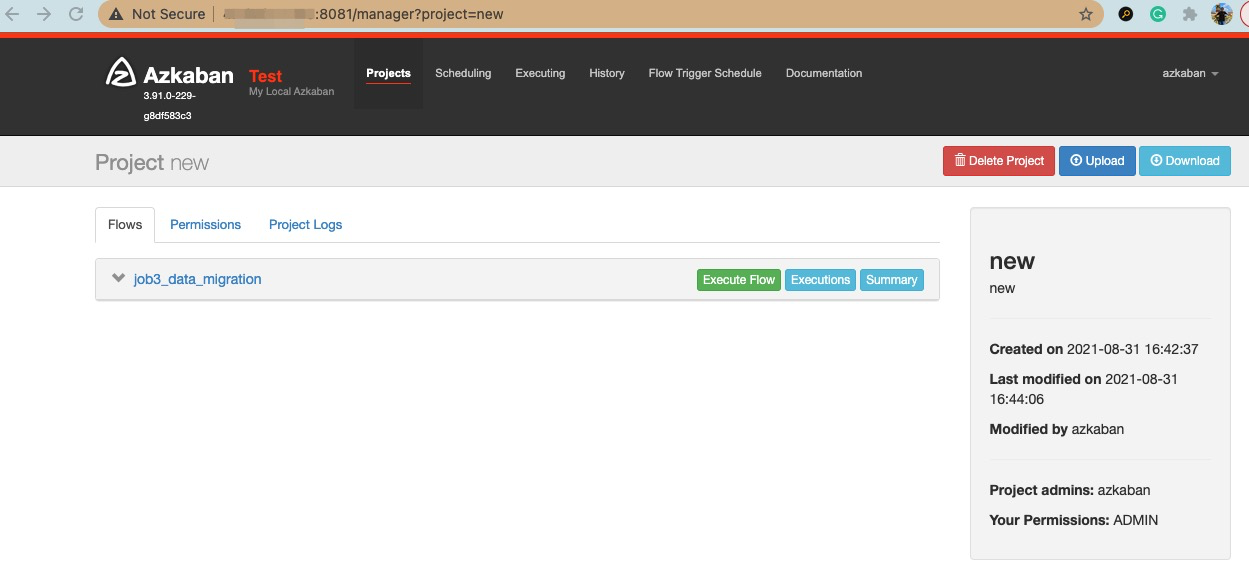 Not Secure :8081/manager?project=new
Azkaban Test Projects Scheduling Executing History Flow Trigger Schedule Documentation azkaban
My Local Azkaban
3.91.0-229-
g8df583c3
Project new Delete Project Upload Download
Flows Permissions Project Logs
job3_data_migration Execute Flow Executions Summary
new
new
Created on 2021-08-31 16:42:37
Last modified on 2021-08-31
16:44:06
Modified by azkaban
Project admins: azkaban
Your Permissions: ADMIN